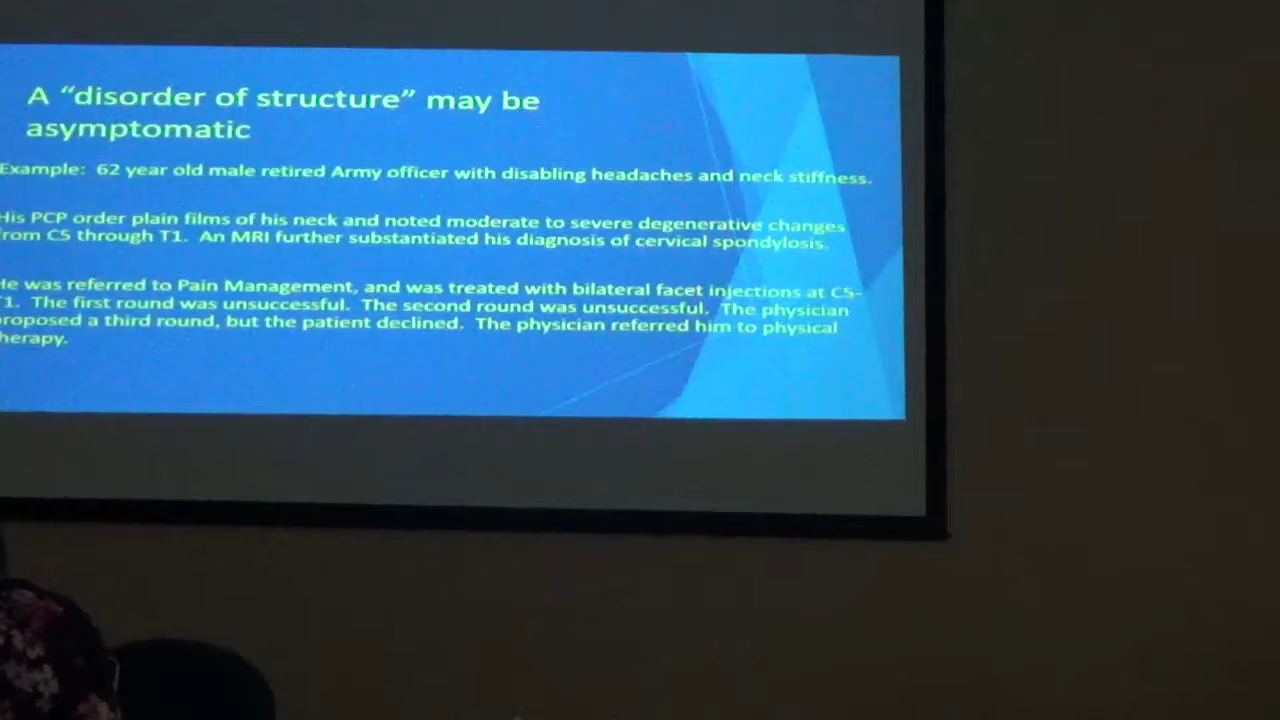 A “disorder of structure” may be
asymptomatic
Example: 62 year old male retired Army officer with disabling headaches and neck stiffness.
His PCP order plain films of his neck and noted moderate to severe degenerative changes
from C5 through T1. An MRI further substantiated his diagnosis of cervical spondylosis.
He was referred to Pain Management, and was treated with bilateral facet injections at C5-
T1. The first round was unsuccessful. The second round was unsuccessful. The physician
proposed a third round, but the patient declined. The physician referred him to physical
therapy.